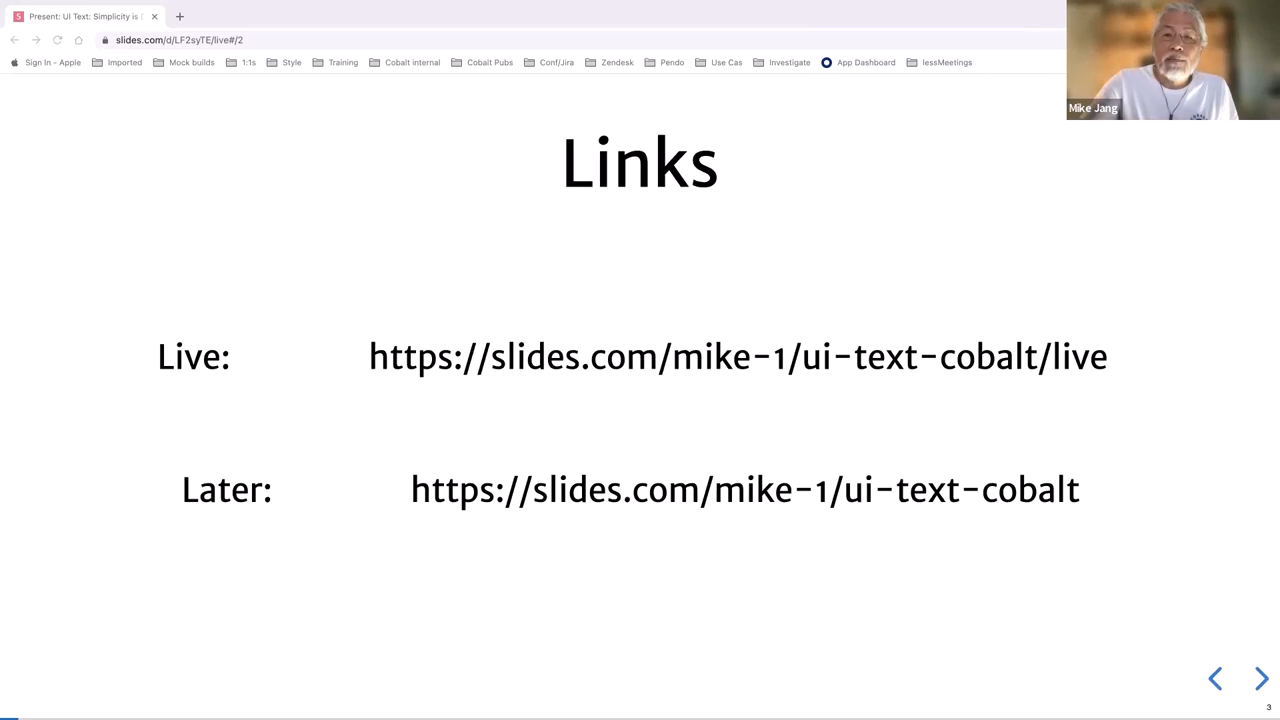 S Present: UI Text: Simplicity is
slides.com/d/LF2syTE/live#/2
Sign In - Apple Imported Mock builds 1:1s Style Training Cobalt internal Cobalt Pubs Conf/Jira Zendesk Pendo Use Cas Investigate App Dashboard lessMeetings
Mike Jang
Links
Live: https://slides.com/mike-1/ui-text-cobalt/live
Later: https://slides.com/mike-1/ui-text-cobalt
3